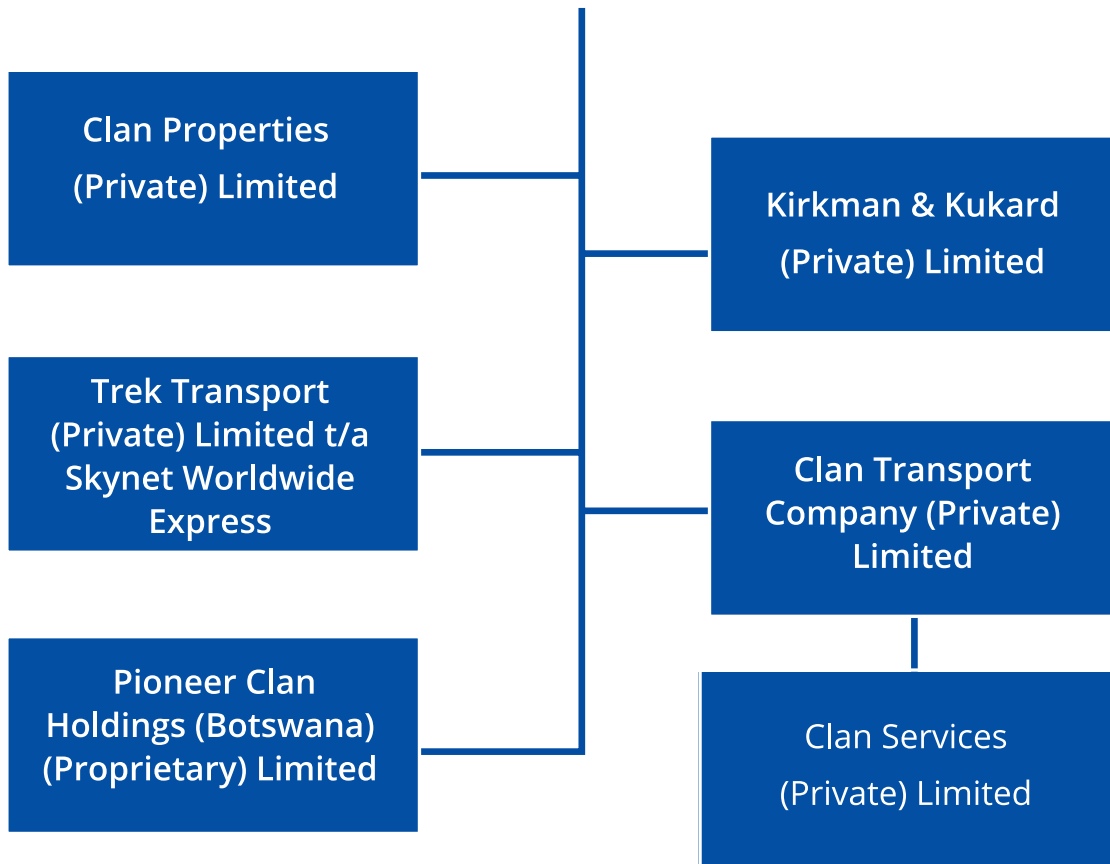 Clan Properties
(Private) Limited
Kirkman & Kukard
(Private) Limited
Trek Transport
(Private) Limited t/a
Skynet Worldwide
Express
Clan Transport
Company (Private)
Limited
Pioneer Clan
Holdings (Botswana)
(Proprietary) Limited
Clan Services
(Private) Limited